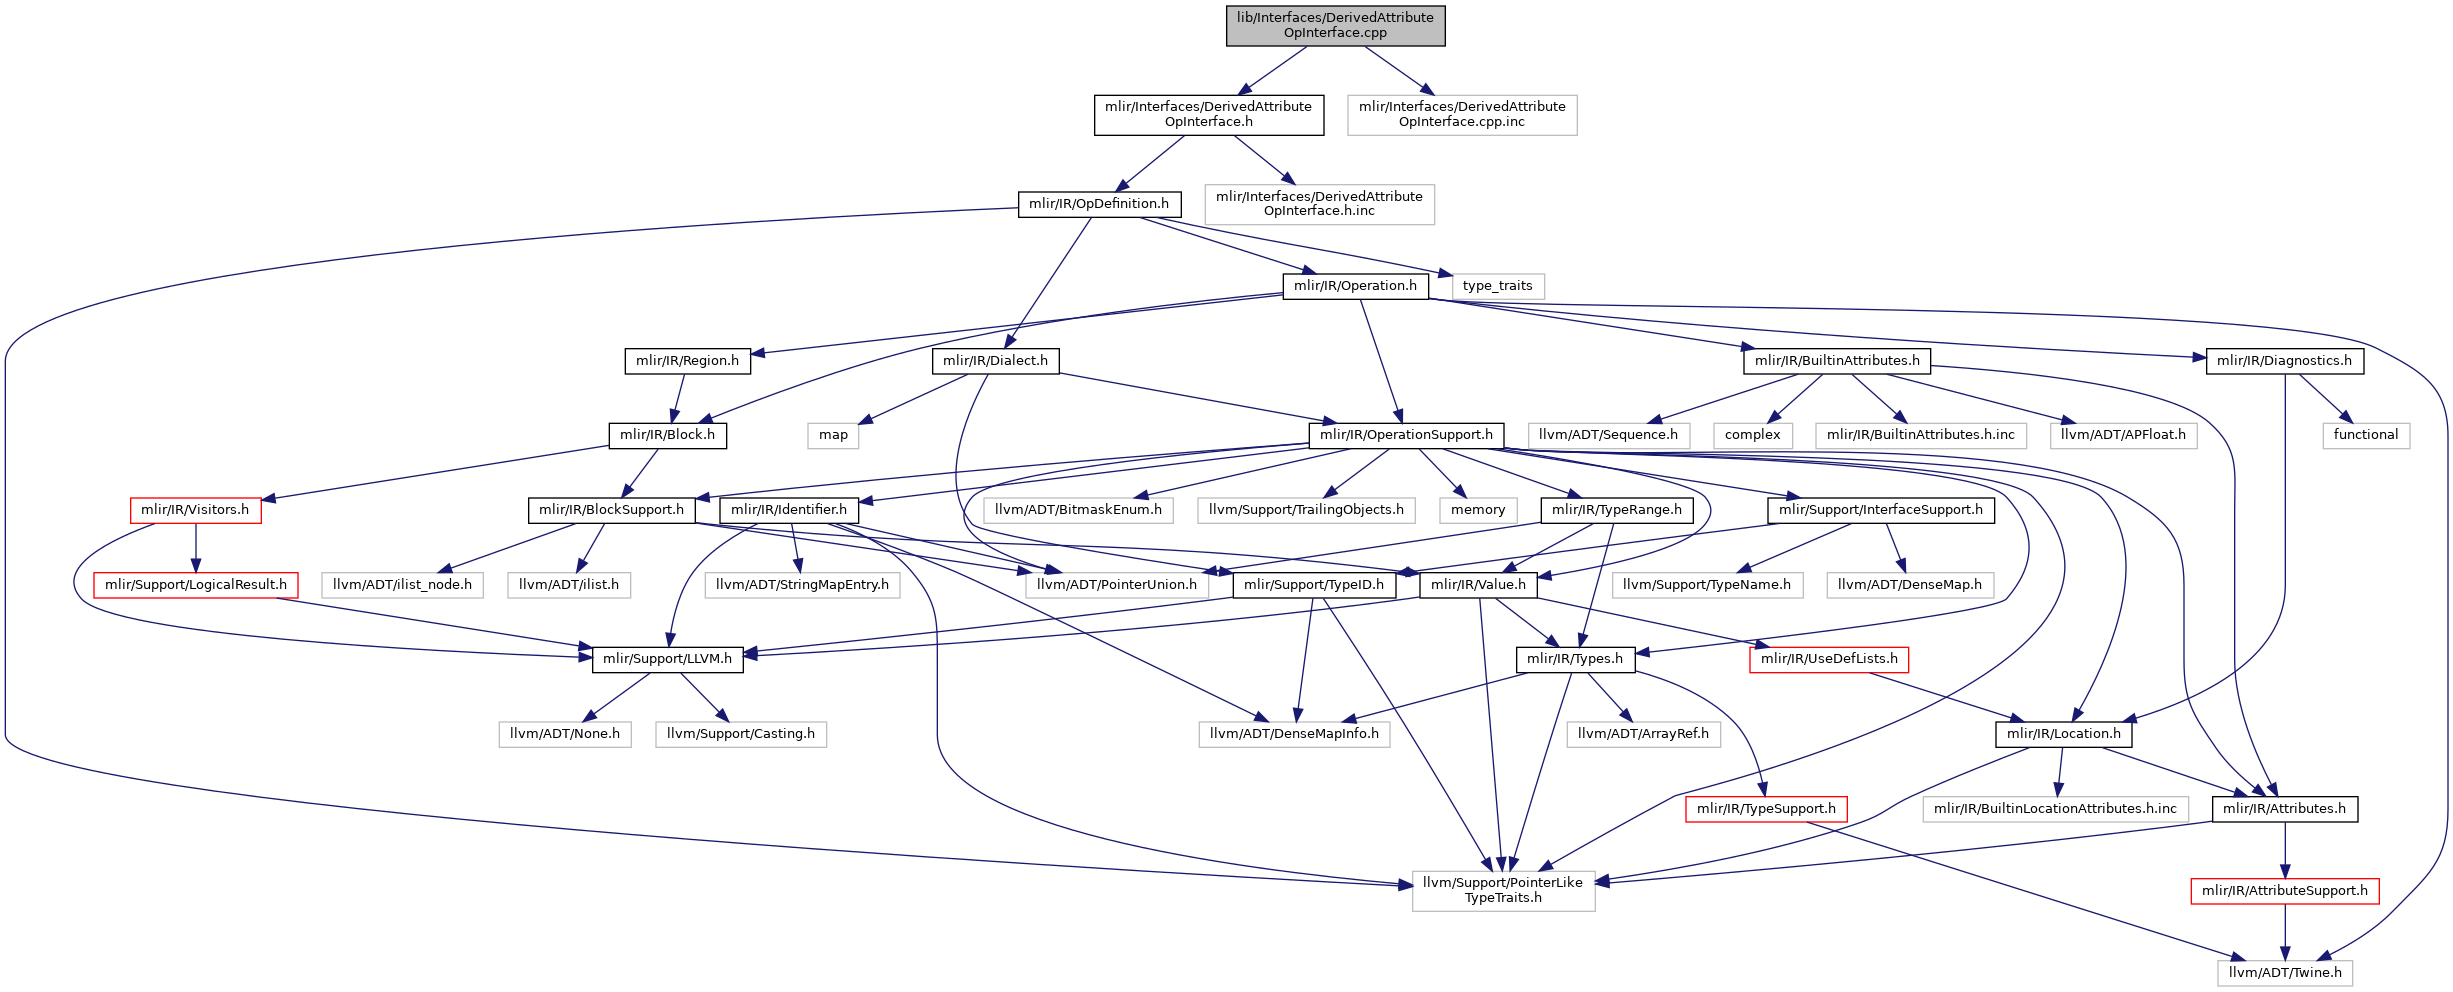 lib/Interfaces/DerivedAttribute
OpInterface.cpp
mlir/Interfaces/DerivedAttribute
OpInterface.h
mlir/Interfaces/DerivedAttribute
OpInterface.cpp.inc
mlir/IR/OpDefinition.h
mlir/Interfaces/DerivedAttribute
OpInterface.h.inc
mlir/IR/Operation.h
type_traits
mlir/IR/Region.h
mlir/IR/Dialect.h
mlir/IR/BuiltinAttributes.h
mlir/IR/Diagnostics.h
mlir/IR/Block.h
map
mlir/IR/OperationSupport.h
llvm/ADT/Sequence.h
complex
mlir/IR/BuiltinAttributes.h.inc
llvm/ADT/APFloat.h
functional
mlir/IR/Visitors.h
mlir/IR/BlockSupport.h
mlir/IR/Identifier.h
llvm/ADT/BitmaskEnum.h
llvm/Support/TrailingObjects.h
memory
mlir/IR/TypeRange.h
mlir/Support/InterfaceSupport.h
mlir/Support/LogicalResult.h
llvm/ADT/ilist_node.h
llvm/ADT/ilist.h
llvm/ADT/StringMapEntry.h
llvm/ADT/PointerUnion.h
mlir/Support/TypeID.h
mlir/IR/Value.h
llvm/Support/TypeName.h
llvm/ADT/DenseMap.h
mlir/Support/LLVM.h
mlir/IR/Types.h
mlir/IR/UseDefLists.h
llvm/ADT/None.h
llvm/Support/Casting.h
llvm/ADT/DenseMapInfo.h
llvm/ADT/ArrayRef.h
mlir/IR/Location.h
mlir/IR/TypeSupport.h
mlir/IR/BuiltinLocationAttributes.h.inc
mlir/IR/Attributes.h
llvm/Support/PointerLike
TypeTraits.h
mlir/IR/AttributeSupport.h
llvm/ADT/Twine.h